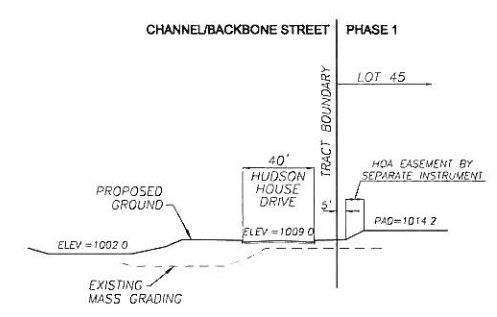 CHANNEL/BACKBONE STREET
PHASE 1
TRACT BOUNDARY
LOT 45
40'
HUDSON
HOUSE
DRIVE
HOA EASEMENT BY
SEPARATE INSTRUMENT
PROPOSED
GROUND
5'
PAD=1014.2
ELEV=1002.0
ELEV=1009.0
EXISTING
MASS GRADING